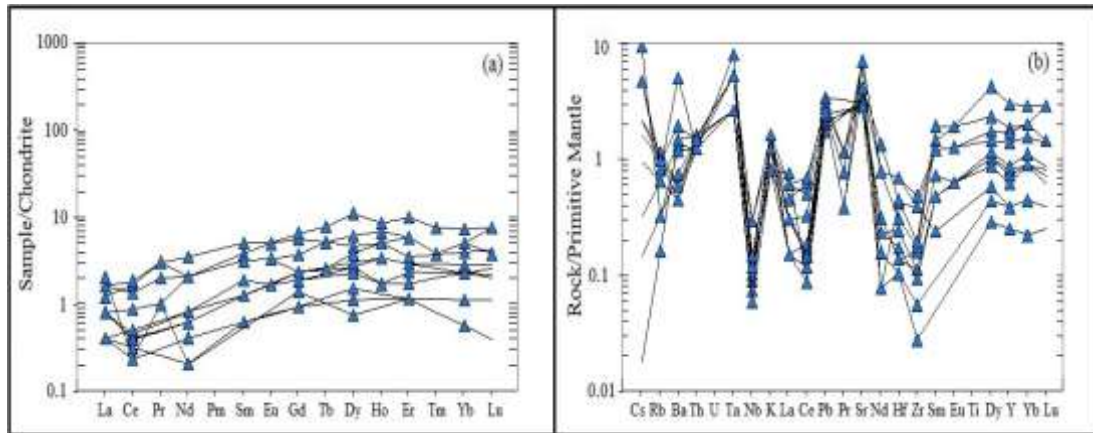 1000
(a)
100
10
1
0.1
Sample/Chondrite
La Ce Pr Nd Pm Sm Eu Gd Tb Dy Ho Er Tm Yb Lu
10
(b)
1
0.1
0.01
Rock/Primitive Mantle
Cs Rb Ba Th U Ta Nb K La Ce Pb Pr Sr Nd Hf Zr Sm Eu Ti Dy Y Yb Lu